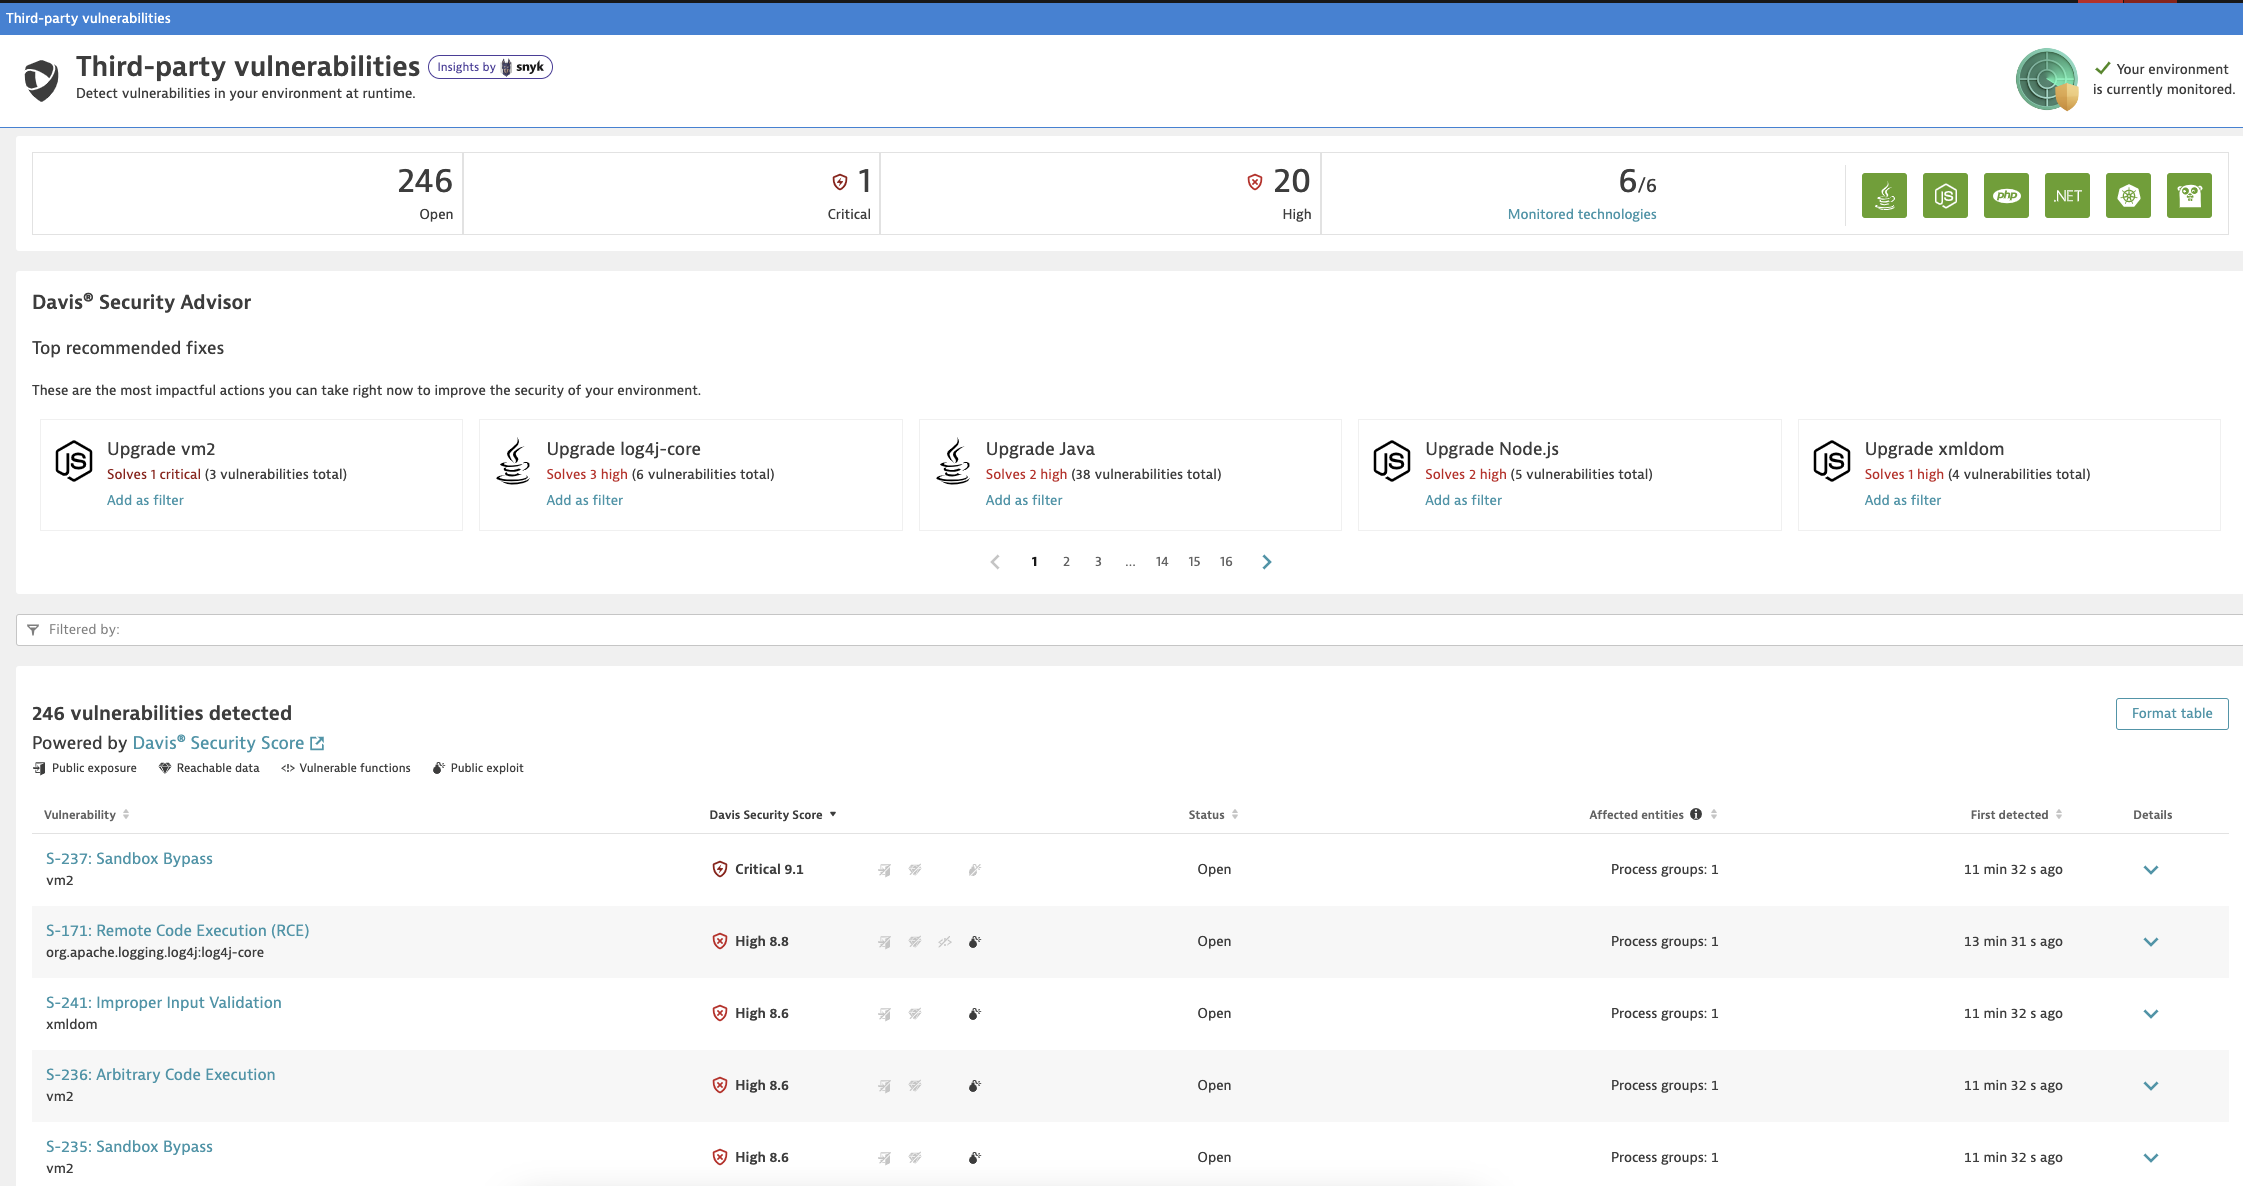 Third-party vulnerabilities
Third-party vulnerabilities Insights by snyk
Detect vulnerabilities in your environment at runtime.
Your environment
is currently monitored.
246
Open
1
Critical
20
High
6/6
Monitored technologies
JS
php
.NET
Davis® Security Advisor
Top recommended fixes
These are the most impactful actions you can take right now to improve the security of your environment.
JS
Upgrade vm2
Solves 1 critical (3 vulnerabilities total)
Add as filter
Upgrade log4j-core
Solves 3 high (6 vulnerabilities total)
Add as filter
Upgrade Java
Solves 2 high (38 vulnerabilities total)
Add as filter
JS
Upgrade Node.js
Solves 2 high (5 vulnerabilities total)
Add as filter
JS
Upgrade xmldom
Solves 1 high (4 vulnerabilities total)
Add as filter
1 2 3 ... 14 15 16
Filtered by:
246 vulnerabilities detected
Format table
Powered by Davis® Security Score
Public exposure Reachable data Vulnerable functions Public exploit
Vulnerability Davis Security Score Status Affected entities First detected Details
S-237: Sandbox Bypass
vm2
Critical 9.1 Open Process groups: 1 11 min 32 s ago
S-171: Remote Code Execution (RCE)
org.apache.logging.log4j:log4j-core
High 8.8 Open Process groups: 1 13 min 31 s ago
S-241: Improper Input Validation
xmldom
High 8.6 Open Process groups: 1 11 min 32 s ago
S-236: Arbitrary Code Execution
vm2
High 8.6 Open Process groups: 1 11 min 32 s ago
S-235: Sandbox Bypass
vm2
High 8.6 Open Process groups: 1 11 min 32 s ago